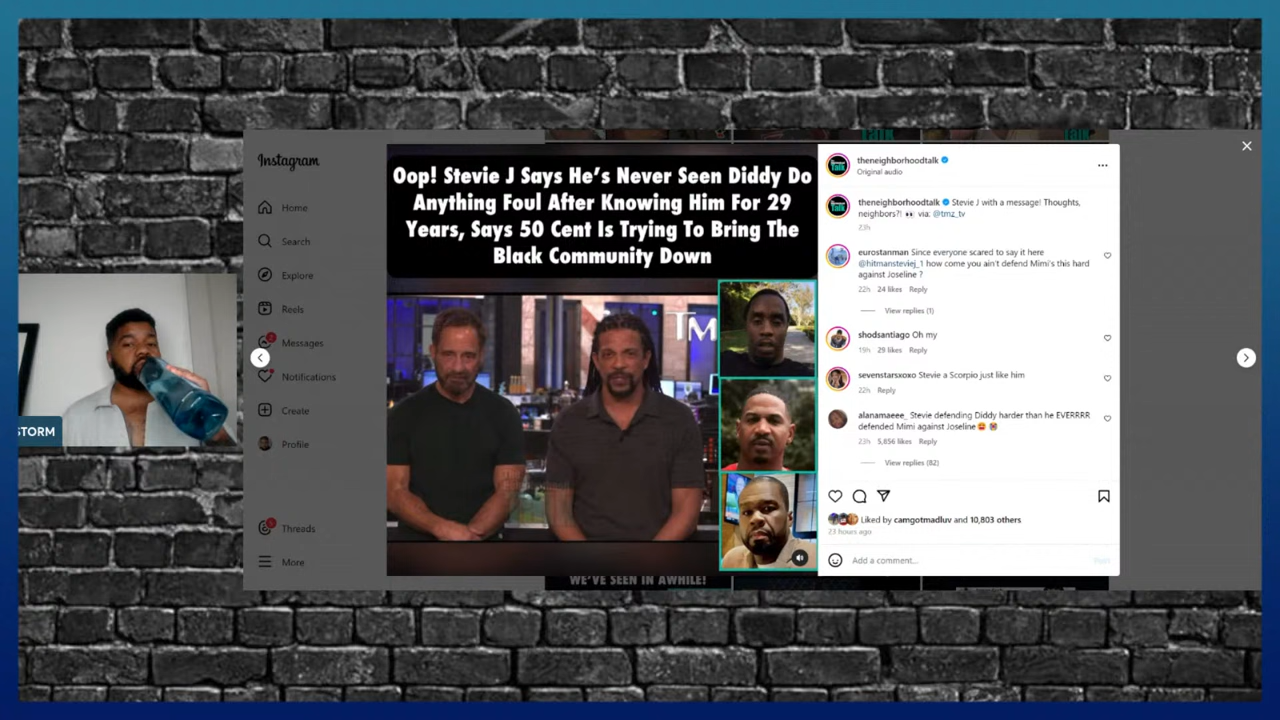 Instagram
Home
Search
Explore
Reels
Messages
Notifications
Create
Profile
Threads
More
STORM
Oop! Stevie J Says He's Never Seen Diddy Do
Anything Foul After Knowing Him For 29
Years, Says 50 Cent Is Trying To Bring The
Black Community Down
TM
WE'VE SEEN IN AWHILE!
theneighborhoodtalk
Original audio
theneighborhoodtalk Stevie J with a message! Thoughts,
neighbors?! 👀 via: @tmz_tv
23h
eurostanman Since everyone scared to say it here
@hitmansteviej_1 how come you ain't defend Mimi's this hard
against Joseline ?
22h 24 likes Reply
View replies (1)
shodsantiago Oh my
19h 29 likes Reply
sevenstarsxoxo Stevie a Scorpio just like him
22h Reply
alanamaeee_ Stevie defending Diddy harder than he EVERRRR
defended Mimi against Joseline
23h 5,856 likes Reply
View replies (82)
Liked by camgotmadluv and 10,803 others
23 hours ago
Add a comment...
Post